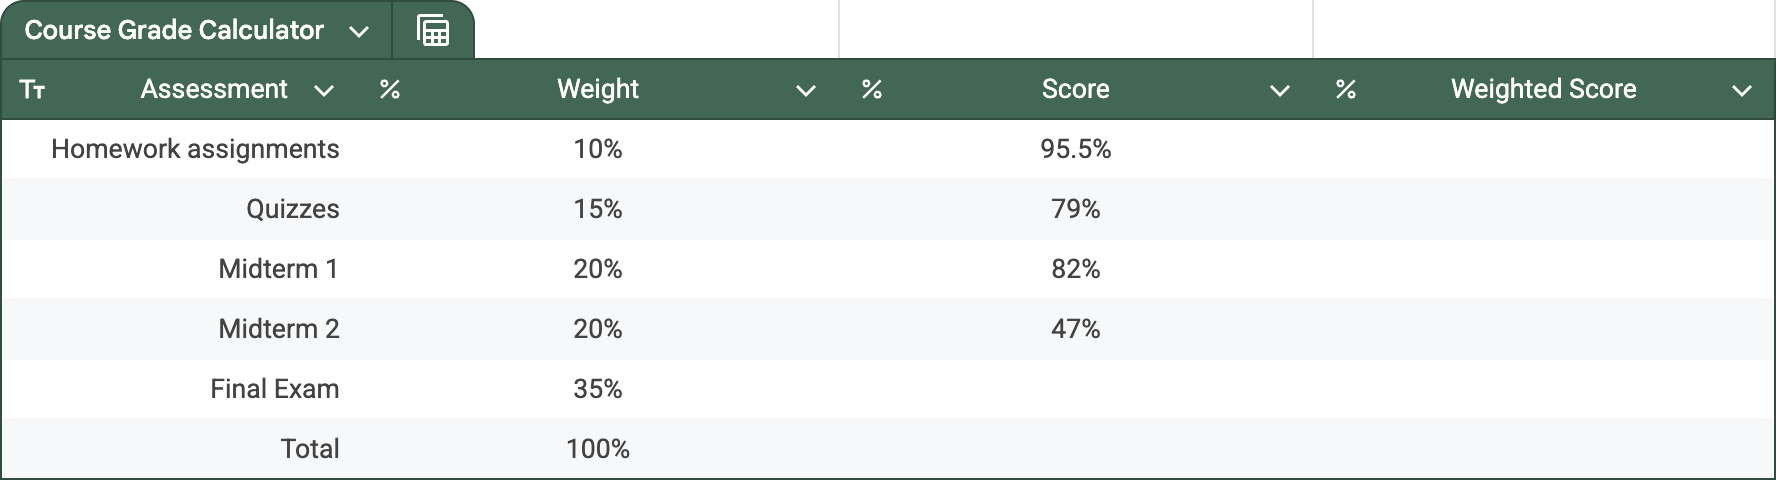 Course Grade Calculator
Tт Assessment % Weight % Score % Weighted Score
Homework assignments 10% 95.5%
Quizzes 15% 79%
Midterm 1 20% 82%
Midterm 2 20% 47%
Final Exam 35%
Total 100%